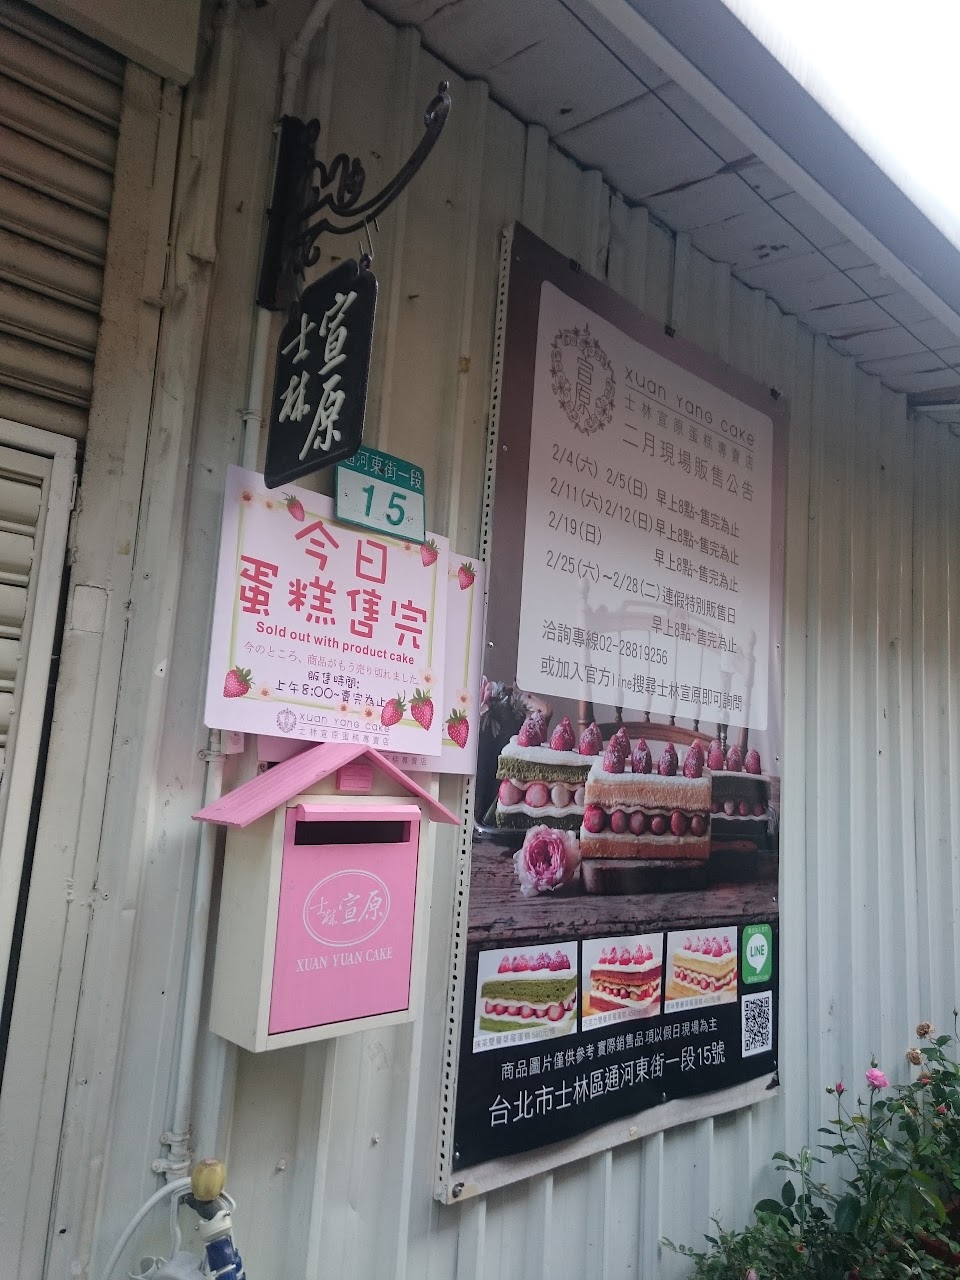 宣原
士林
通河東街一段
15
今日
蛋糕售完
Sold out with product cake
今のところ、商品がもう売り切れました。
販售時間:
上午8:00~賣完為止
xuan yang cake
士林宣原蛋糕專賣店
士林宣原
XUAN YUAN CAKE
宣原
xuan yang cake
士林宣原蛋糕專賣店
二月現場販售公告
2/4(六) 2/5(日) 早上8點~售完為止
2/11(六)2/12(日)早上8點~售完為止
2/19(日) 早上8點~售完為止
2/25(六)~2/28(二)連假特別販售日
早上8點~售完為止
洽詢專線02-28819256
或加入官方line搜尋士林宣原即可詢問
LINE
商品圖片僅供參考 實際銷售品項以假日現場為主
台北市士林區通河東街一段15號